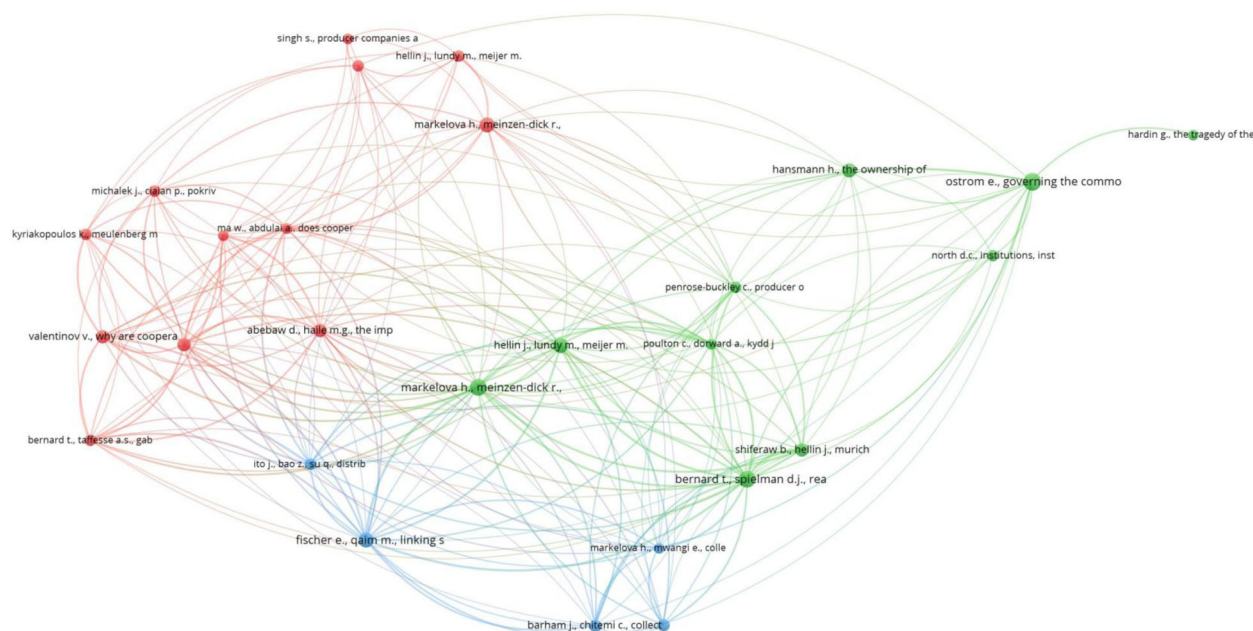 singh s., producer companies a
hellin j., lundy m., meijer m.
markelova h., meinzen-dick r.,
hardin g., the tragedy of the
hansmann h., the ownership of
ostrom e., governing the commo
michalek j., ciaian p., pokriv
kyriakopoulos k., meulenberg m
ma w., abdulai a., does cooper
north d.c., institutions, inst
penrose-buckley c., producer o
valentinov v., why are coopera
abebaw d., haile m.g., the imp
hellin j., lundy m., meijer m.
poulton c., dorward a., kydd j
markelova h., meinzen-dick r.,
bernard t., taffesse a.s., gab
shiferaw b., hellin j., murich
ito j., bao z., su q., distrib
bernard t., spielman d.j., rea
fischer e., qaim m., linking s
markelova h., mwangi e., colle
barham j., chitemi c., collect